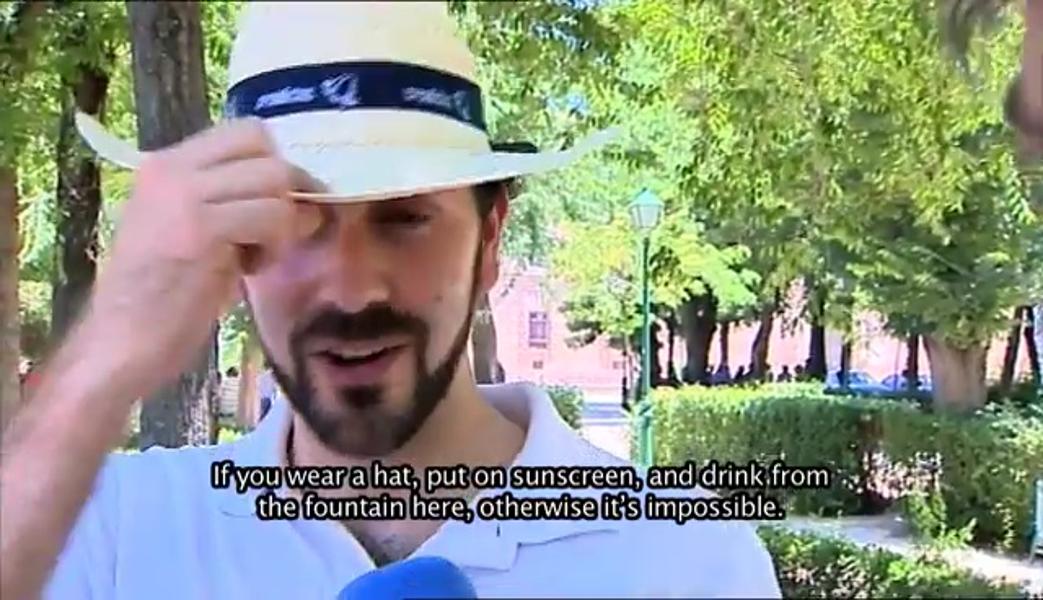 If you wear a hat, put on sunscreen, and drink from
the fountain here, otherwise it's impossible.